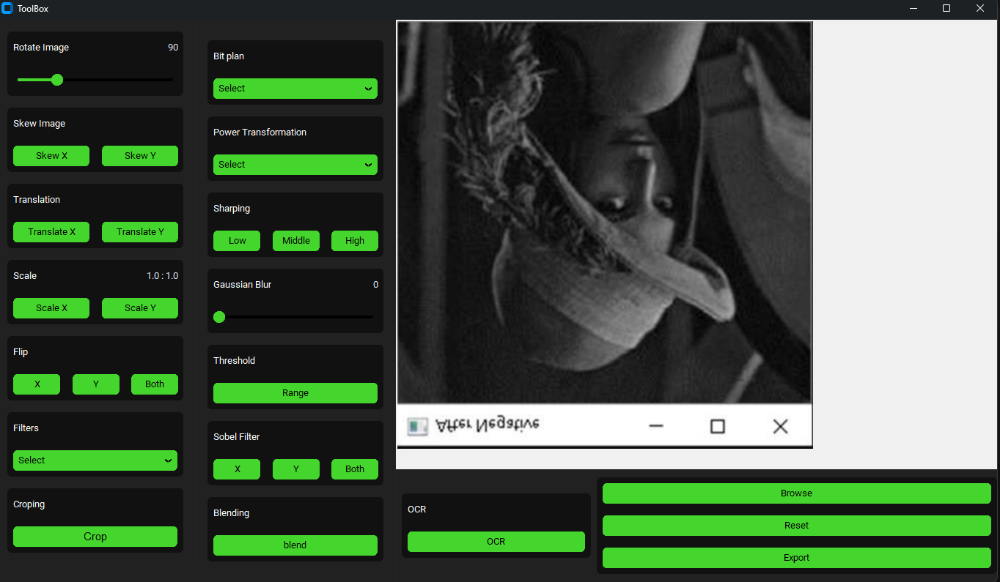 ToolBox
Rotate Image 90
Skew Image
Skew X Skew Y
Translation
Translate X Translate Y
Scale 1.0 : 1.0
Scale X Scale Y
Flip
X Y Both
Filters
Select
Croping
Crop
Bit plan
Select
Power Transformation
Select
Sharping
Low Middle High
Gaussian Blur 0
Threshold
Range
Sobel Filter
X Y Both
Blending
blend
After Negative
OCR
OCR
Browse
Reset
Export